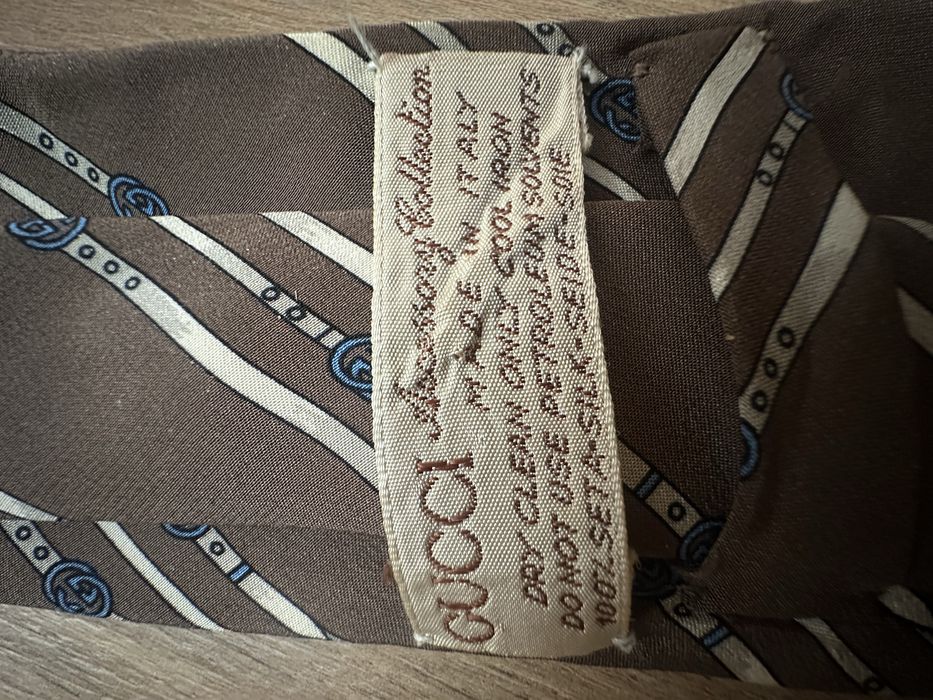 GUCCI Accessory Collection
MADE IN ITALY
DRY CLEAN ONLY COOL IRON
DO NOT USE PETROLEUM SOLVENTS
100% SETA-SILK-SEIDE-SOIE